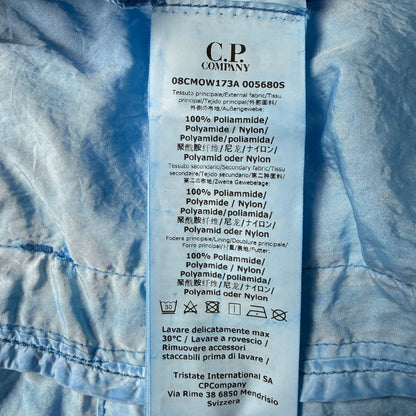 C.P.
COMPANY
08CMOW173A 005680S
Tessuto principale/External fabric/Tissu
principal/Tejido principal/外部面料/
外側の布地/Außengewebe:
100% Poliammide/
Polyamide / Nylon/
Polyamide/poliamida/
聚酰胺纤维/尼龙/ナイロン/
Polyamid oder Nylon
Tessuto secondario/Secondary fabric/Tissu
secondaire/Tejido secundario/第二种面料/
第二の布地/Zweite Gewebelage:
100% Poliammide/
Polyamide / Nylon/
Polyamide/poliamida/
聚酰胺纤维/尼龙/ナイロン/
Polyamid oder Nylon
Fodera principale/Lining/Doublure principale/
Forro principal/衬里/裏地/Futter:
100% Poliammide/
Polyamide / Nylon/
Polyamide/poliamida/
聚酰胺纤维/尼龙/ナイロン/
Polyamid oder Nylon
30
Lavare delicatamente max
30°C / Lavare a rovescio /
Rimuovere accessori
staccabili prima di lavare /
Tristate International SA
CPCompany
Via Rime 38 6850 Mendrisio
Svizzera